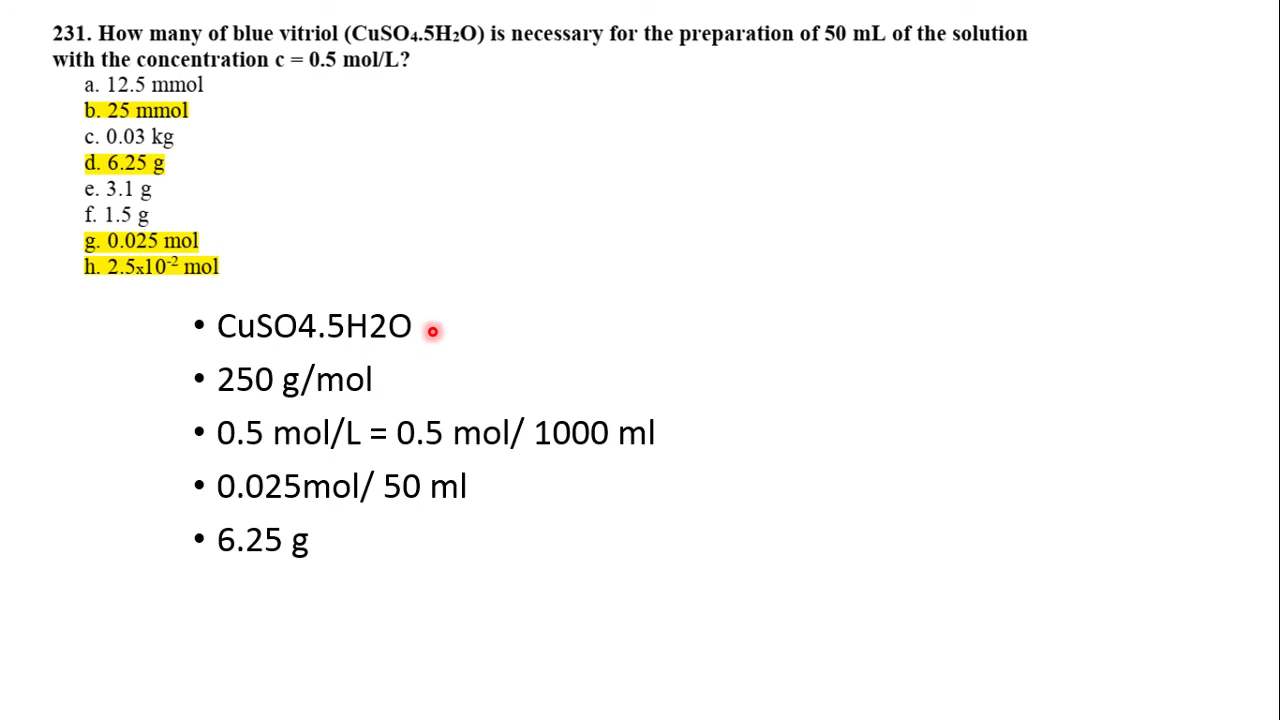 231. How many of blue vitriol (CuSO₄.5H₂O) is necessary for the preparation of 50 mL of the solution
with the concentration c = 0.5 mol/L?
a. 12.5 mmol
b. 25 mmol
c. 0.03 kg
d. 6.25 g
e. 3.1 g
f. 1.5 g
g. 0.025 mol
h. 2.5x10⁻² mol
• CuSO4.5H2O
• 250 g/mol
• 0.5 mol/L = 0.5 mol/ 1000 ml
• 0.025mol/ 50 ml
• 6.25 g